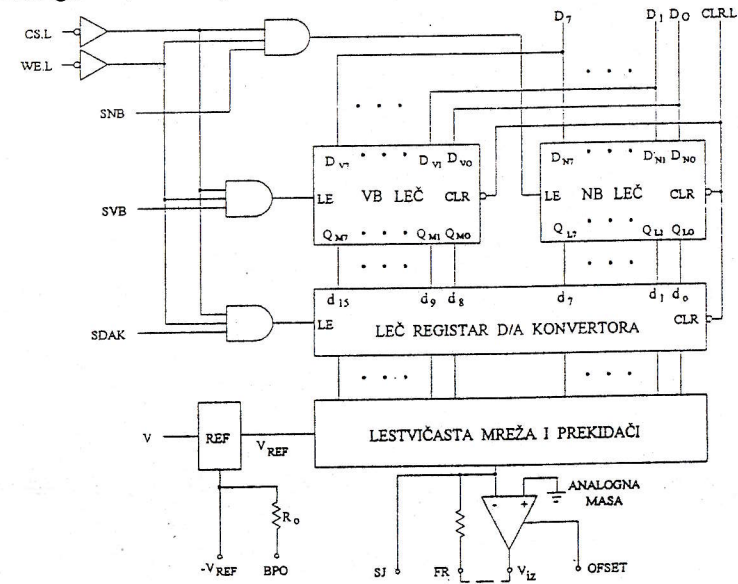 D7 D1 D0 CLR.L
CS.L
WE.L
SNB
DV7 DV1 DV0 DN7 DN1 DN0
LE VB LEČ CLR LE NB LEČ CLR
SVB
QM7 QM1 QM0 QL7 QL1 QL0
d15 d9 d8 d7 d1 d0
LE LEČ REGISTAR D/A KONVERTORA CLR
SDAK
V REF VREF LESTVIČASTA MREŽA I PREKIDAČI
ANALOGNA
MASA
- +
R0
-VREF BPO SJ FR Viz OFSET